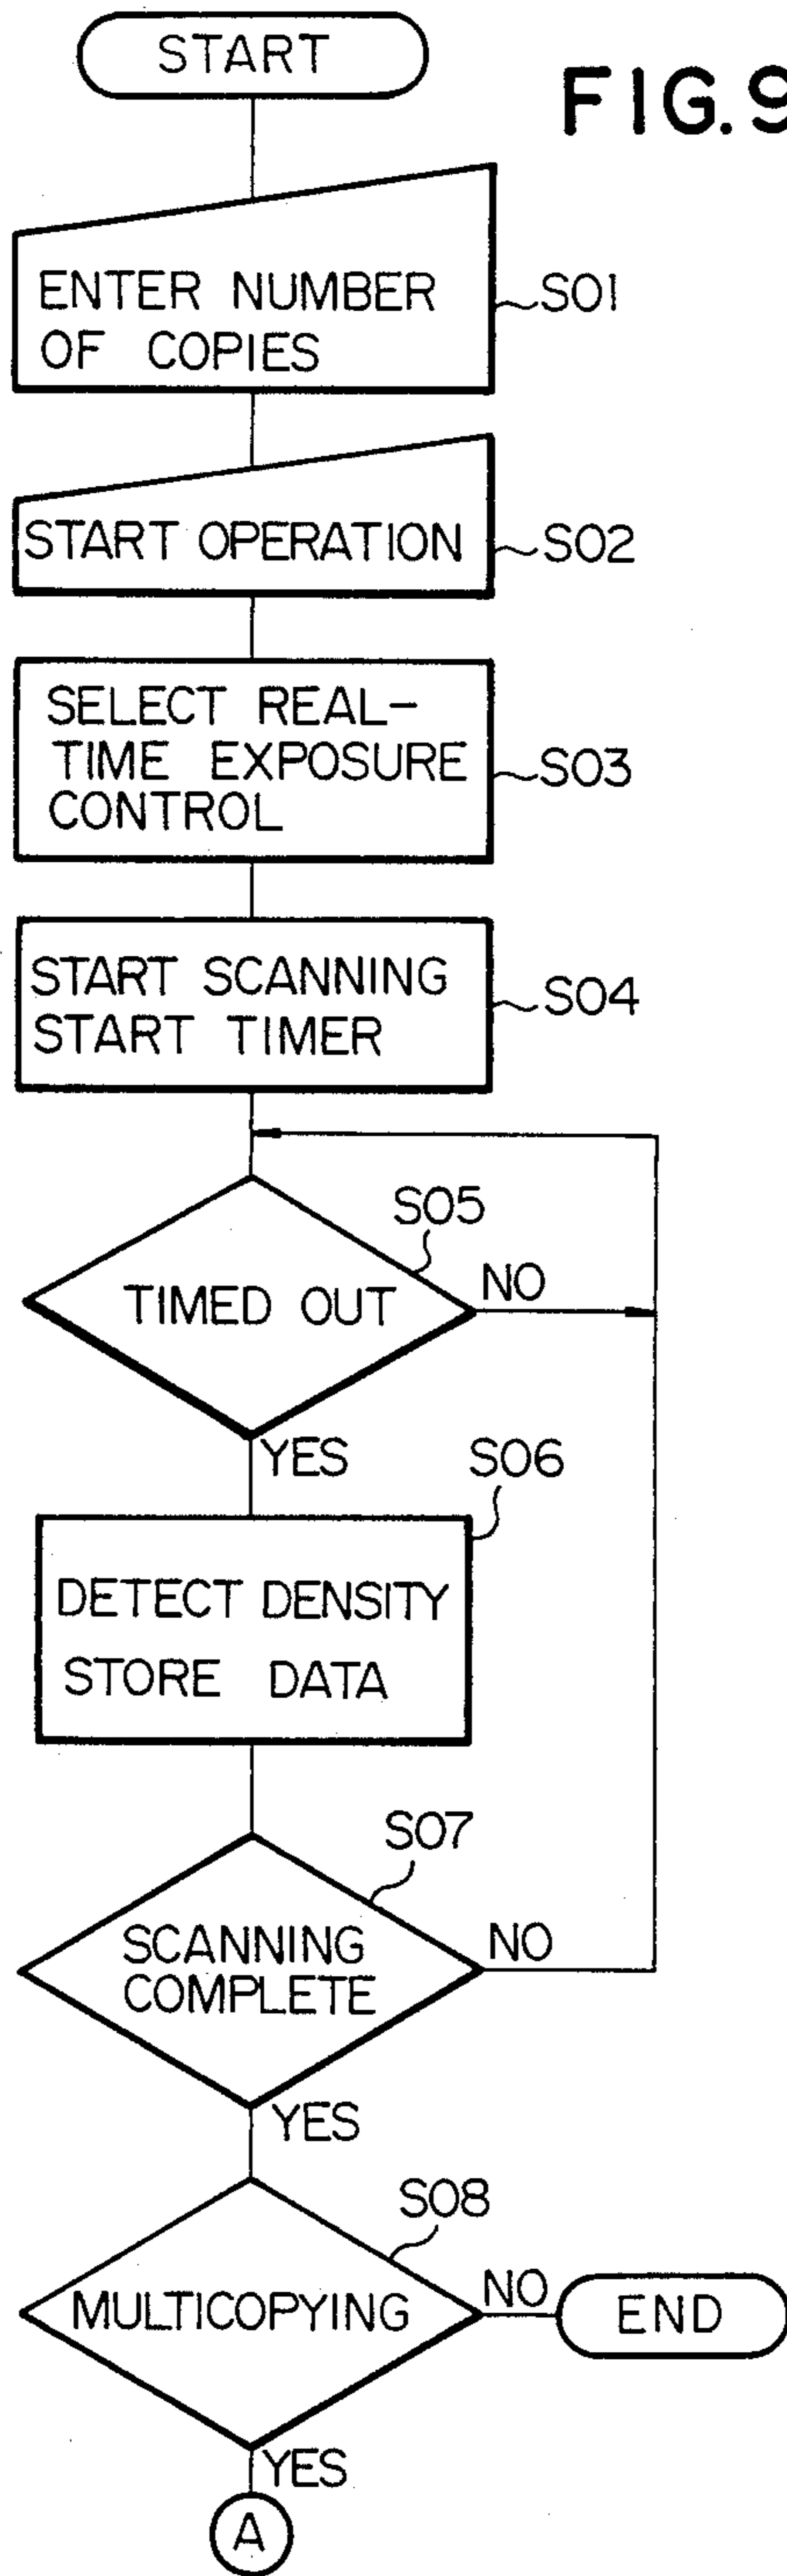 START
FIG.9
ENTER NUMBER
OF COPIES
S01
START OPERATION
S02
SELECT REAL-
TIME EXPOSURE
CONTROL
S03
START SCANNING
START TIMER
S04
S05
TIMED OUT
NO
YES
S06
DETECT DENSITY
STORE DATA
S07
SCANNING
COMPLETE
NO
YES
S08
MULTICOPYING
NO
END
YES
A